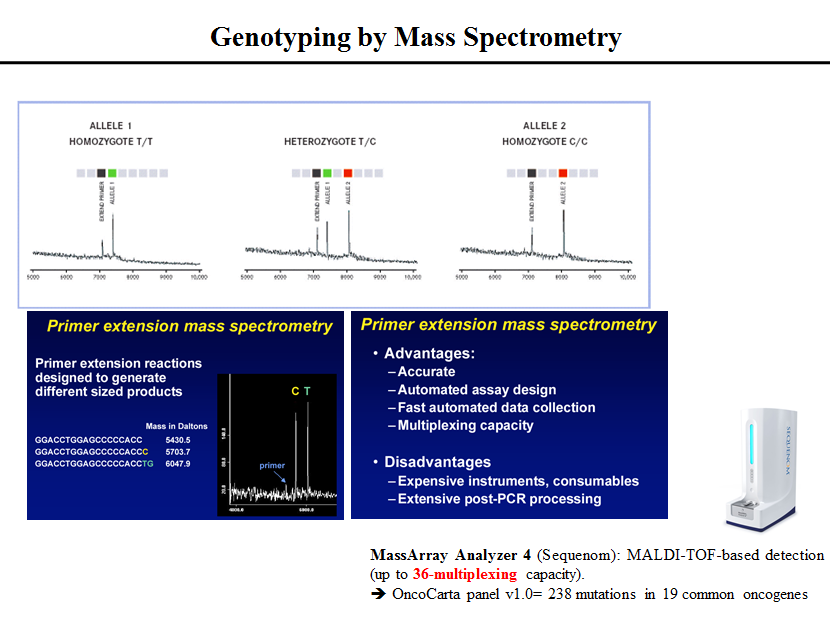 Genotyping by Mass Spectrometry
ALLELE 1
HOMOZYGOTE T/T
HETEROZYGOTE T/C
ALLELE 2
HOMOZYGOTE C/C
EXTEND PRIMER
ALLELE 1
EXTEND PRIMER
ALLELE 1
ALLELE 2
EXTEND PRIMER
ALLELE 2
5000 6000 7000 8000 9000 10,000
5000 6000 7000 8000 9000 10,000
5000 6000 7000 8000 9000 10,000
Primer extension mass spectrometry
Primer extension reactions
designed to generate
different sized products
Mass in Daltons
GGACCTGGAGCCCCCACC 5430.5
GGACCTGGAGCCCCCACCC 5703.7
GGACCTGGAGCCCCCACCTG 6047.9
C T
primer
Primer extension mass spectrometry
• Advantages:
–Accurate
–Automated assay design
–Fast automated data collection
–Multiplexing capacity
• Disadvantages
–Expensive instruments, consumables
–Extensive post-PCR processing
SEQUENOM
MassArray Analyzer 4 (Sequenom): MALDI-TOF-based detection
(up to 36-multiplexing capacity).
➔ OncoCarta panel v1.0= 238 mutations in 19 common oncogenes